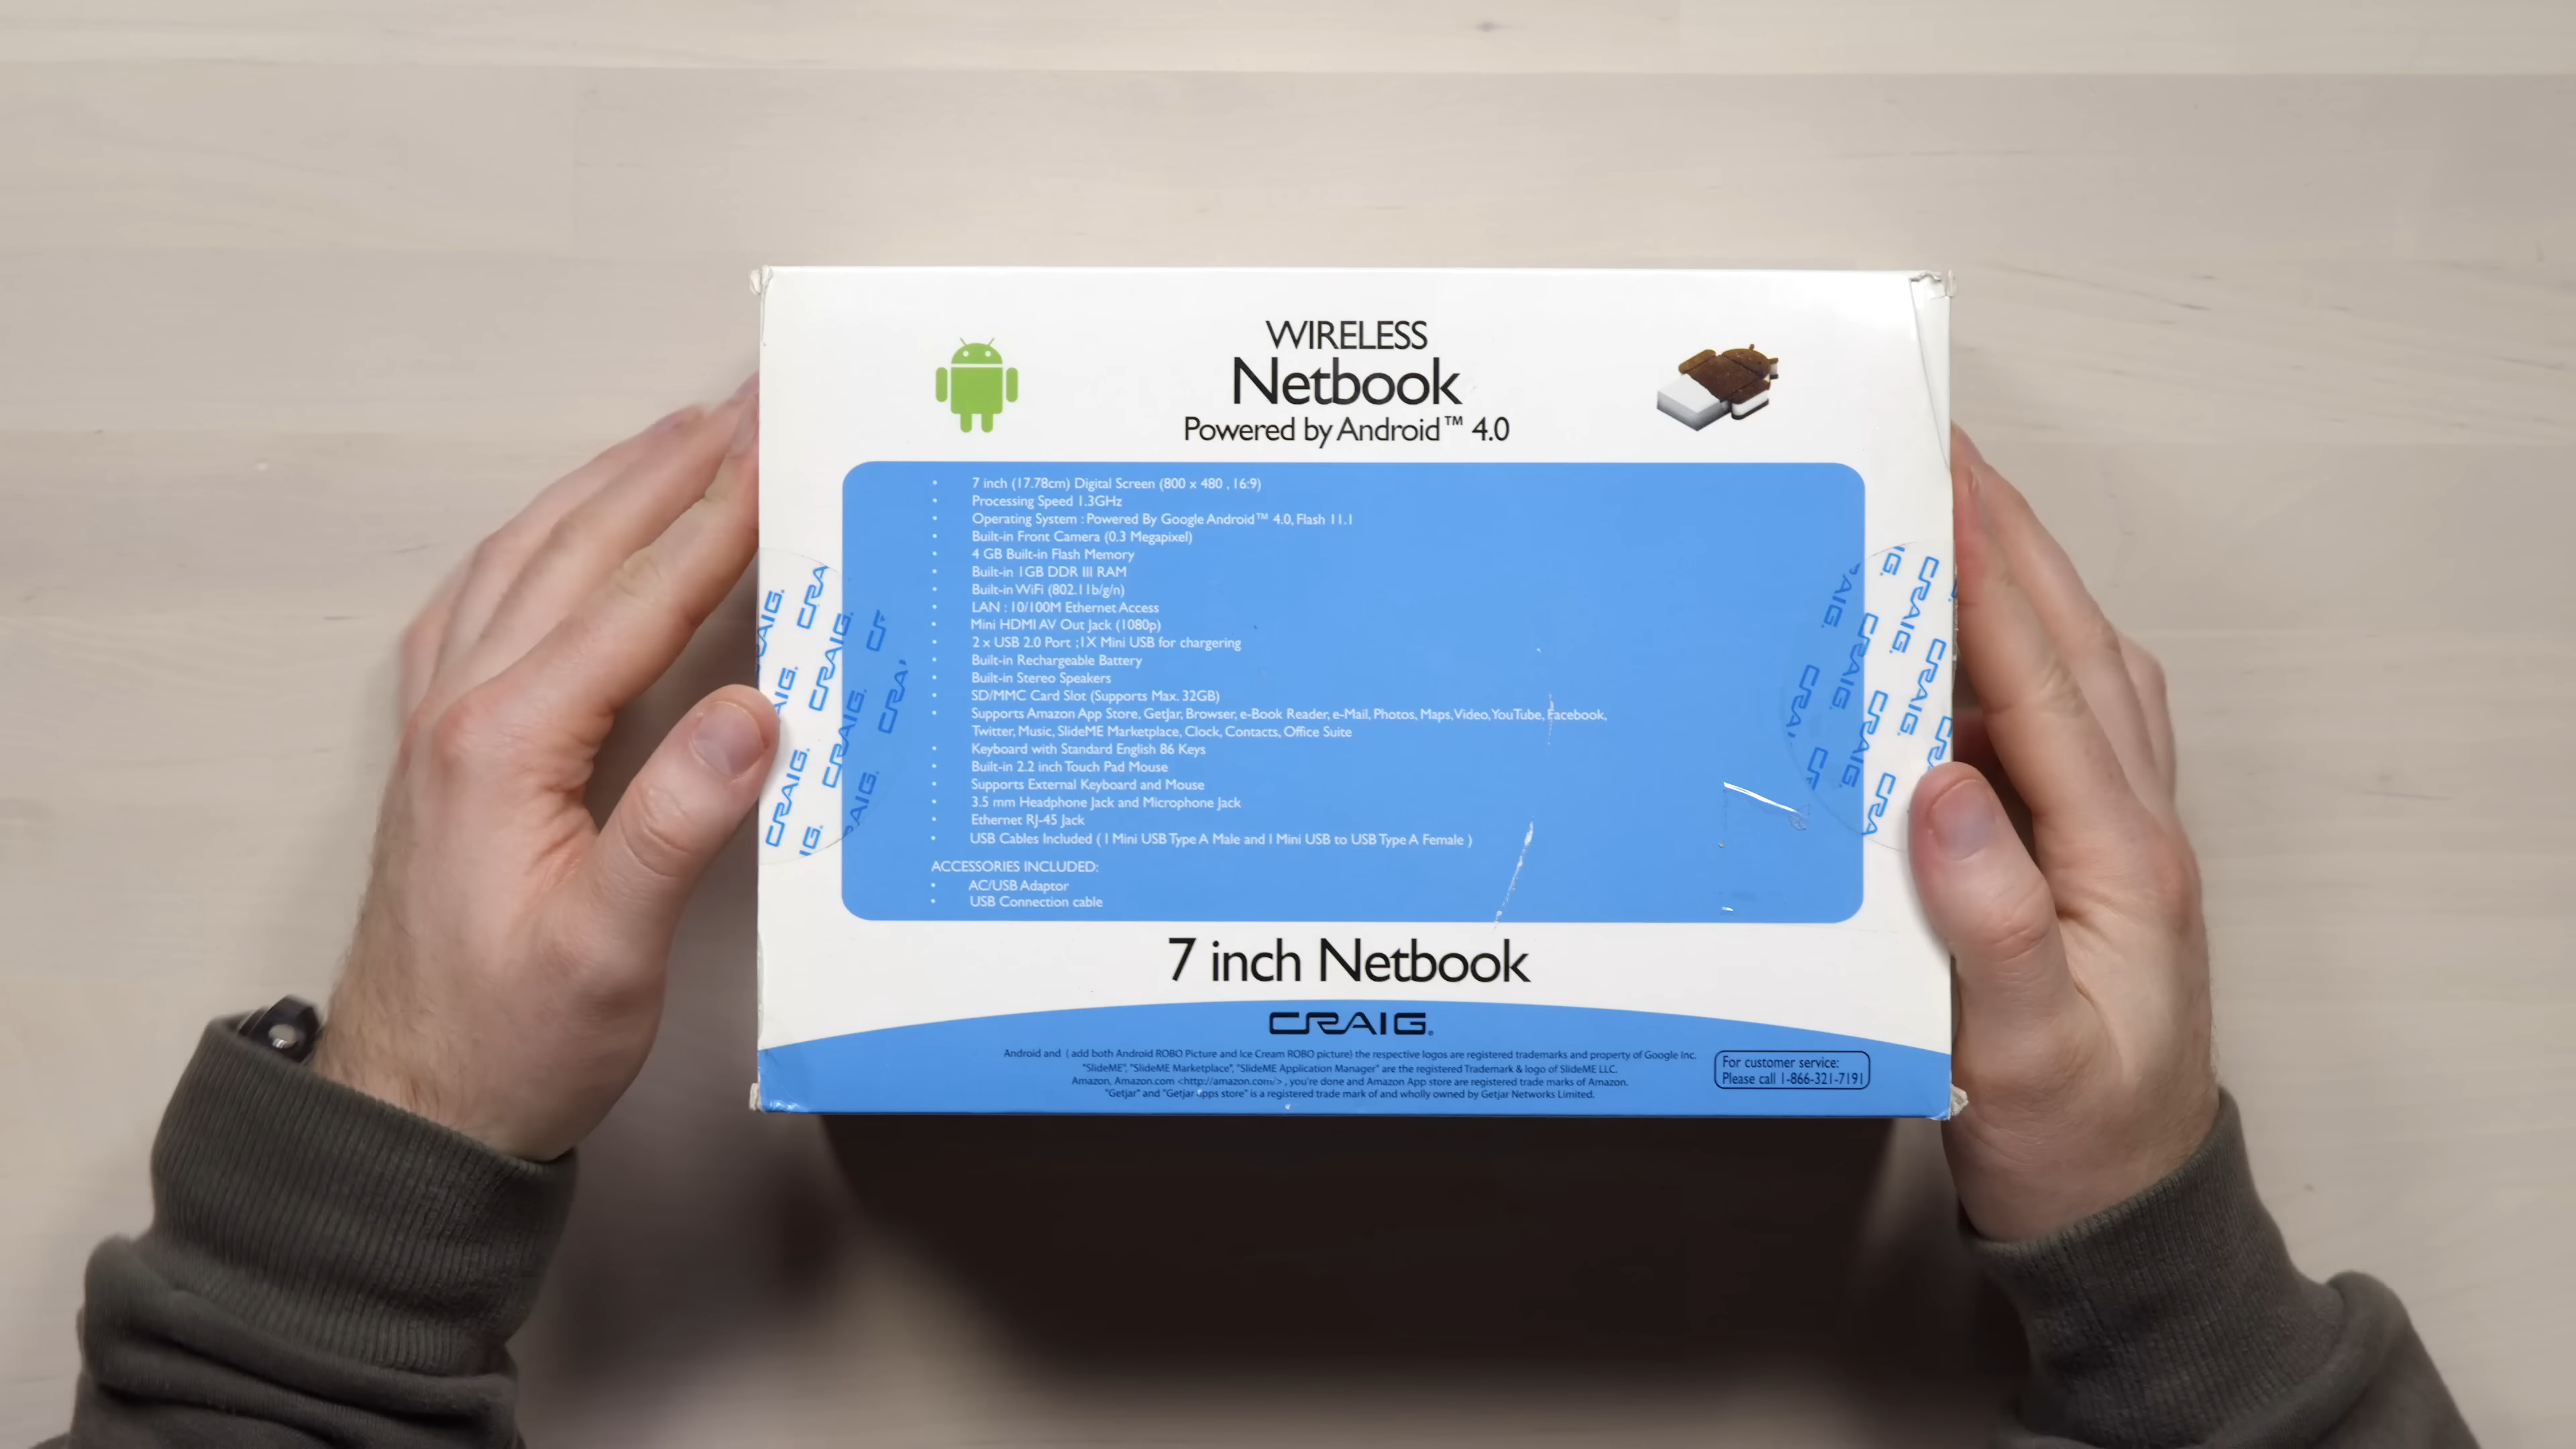 WIRELESS
Netbook
Powered by Android™ 4.0
• 7 inch (17.78cm) Digital Screen (800 x 480 , 16:9)
• Processing Speed 1.3GHz
• Operating System : Powered By Google Android™ 4.0, Flash 11.1
• Built-in Front Camera (0.3 Megapixel)
• 4 GB Built-in Flash Memory
• Built-in 1GB DDR III RAM
• Built-in WiFi (802.11b/g/n)
• LAN : 10/100M Ethernet Access
• Mini HDMI AV Out Jack (1080p)
• 2 x USB 2.0 Port ;1X Mini USB for chargering
• Built-in Rechargeable Battery
• Built-in Stereo Speakers
• SD/MMC Card Slot (Supports Max. 32GB)
• Supports Amazon App Store, GetJar, Browser, e-Book Reader, e-Mail, Photos, Maps, Video, YouTube, Facebook,
Twitter, Music, SlideME Marketplace, Clock, Contacts, Office Suite
• Keyboard with Standard English 86 Keys
• Built-in 2.2 inch Touch Pad Mouse
• Supports External Keyboard and Mouse
• 3.5 mm Headphone Jack and Microphone Jack
• Ethernet RJ-45 Jack
• USB Cables Included ( 1 Mini USB Type A Male and 1 Mini USB to USB Type A Female )
ACCESSORIES INCLUDED:
• AC/USB Adaptor
• USB Connection cable
7 inch Netbook
CRAIG.
Android and ( add both Android ROBO Picture and Ice Cream ROBO picture) the respective logos are registered trademarks and property of Google Inc.
"SlideME", "SlideME Marketplace", "SlideME Application Manager" are the registered Trademark & logo of SlideME LLC.
Amazon, Amazon.com <http://amazon.com/> , you're done and Amazon App store are registered trade marks of Amazon.
"Getjar" and "Getjar apps store" is a registered trade mark of and wholly owned by Getjar Networks Limited.
For customer service:
Please call 1-866-321-7191
CRAIG.
CRAIG.
CRAIG.
CRAIG.
CRAIG.
CRAIG.